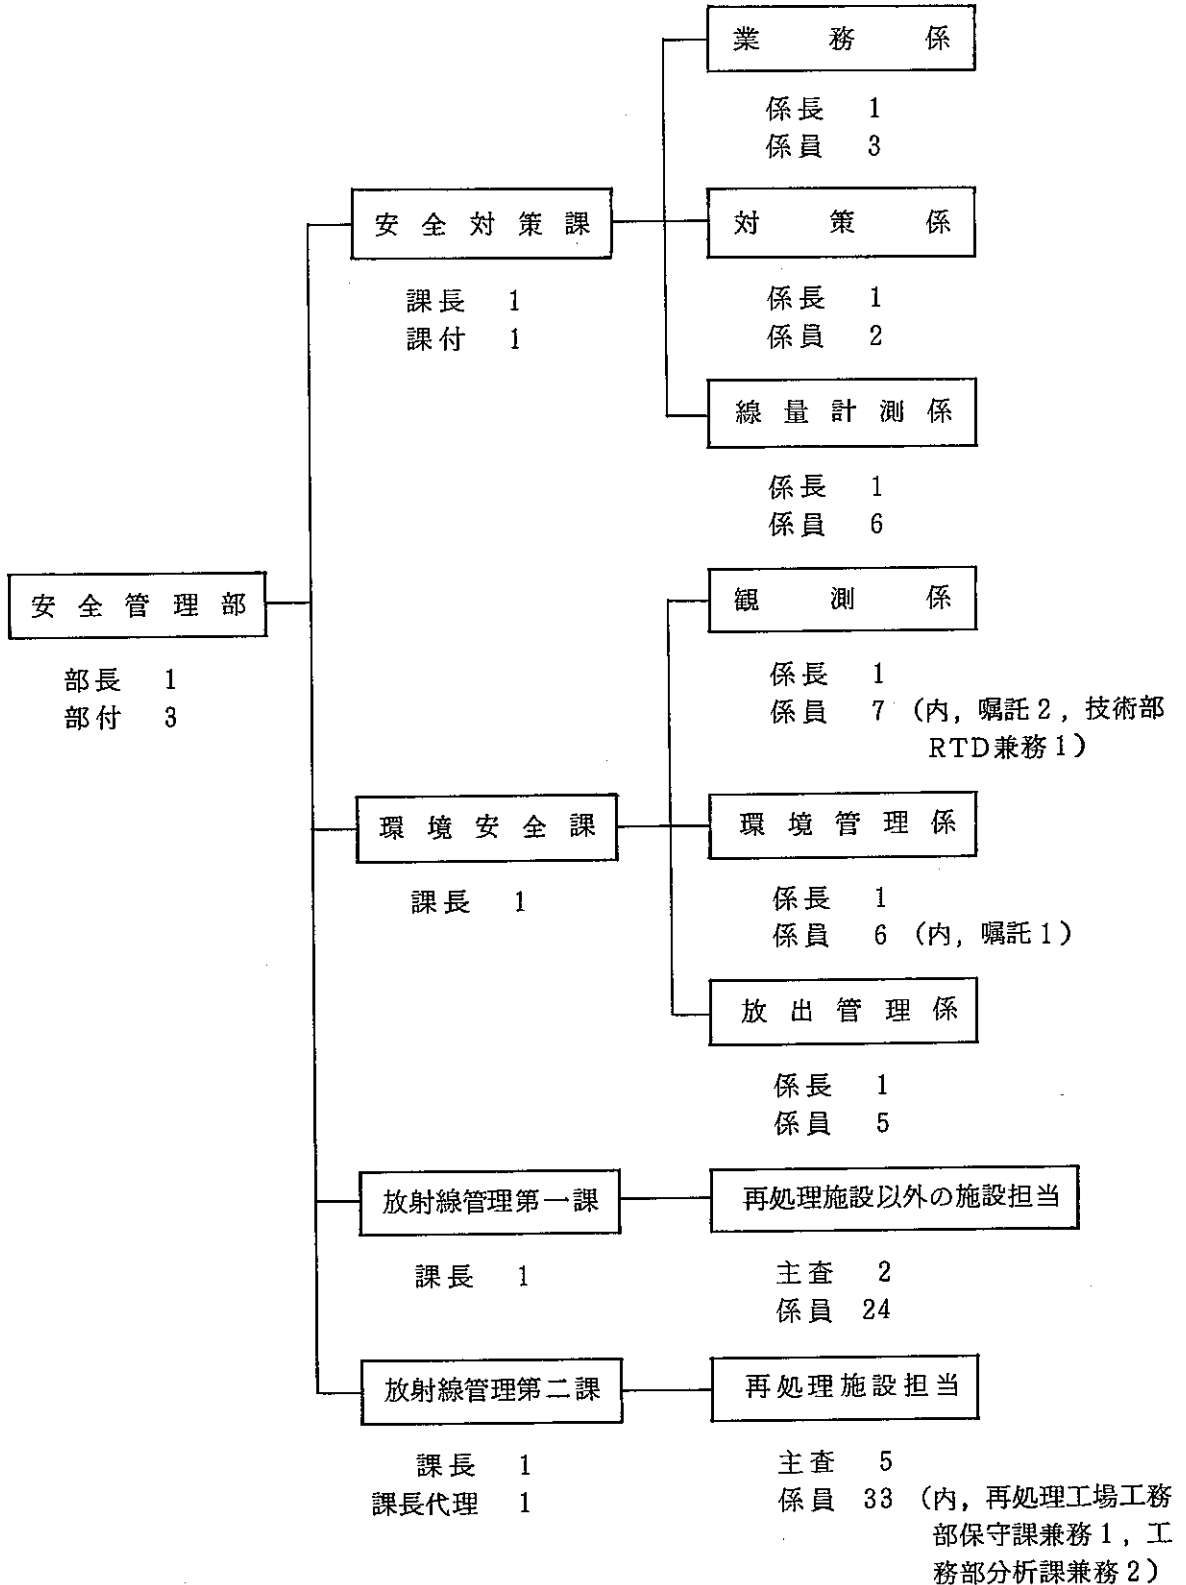 業務係
係長 1
係員 3
安全対策課
課長 1
課付 1
対策係
係長 1
係員 2
線量計測係
係長 1
係員 6
安全管理部
部長 1
部付 3
観測係
係長 1
係員 7 (内,嘱託2,技術部
RTD兼務1)
環境安全課
課長 1
環境管理係
係長 1
係員 6 (内,嘱託1)
放出管理係
係長 1
係員 5
放射線管理第一課
課長 1
再処理施設以外の施設担当
主査 2
係員 24
放射線管理第二課
課長 1
課長代理 1
再処理施設担当
主査 5
係員 33 (内,再処理工場工務
部保守課兼務1,工
務部分析課兼務2)